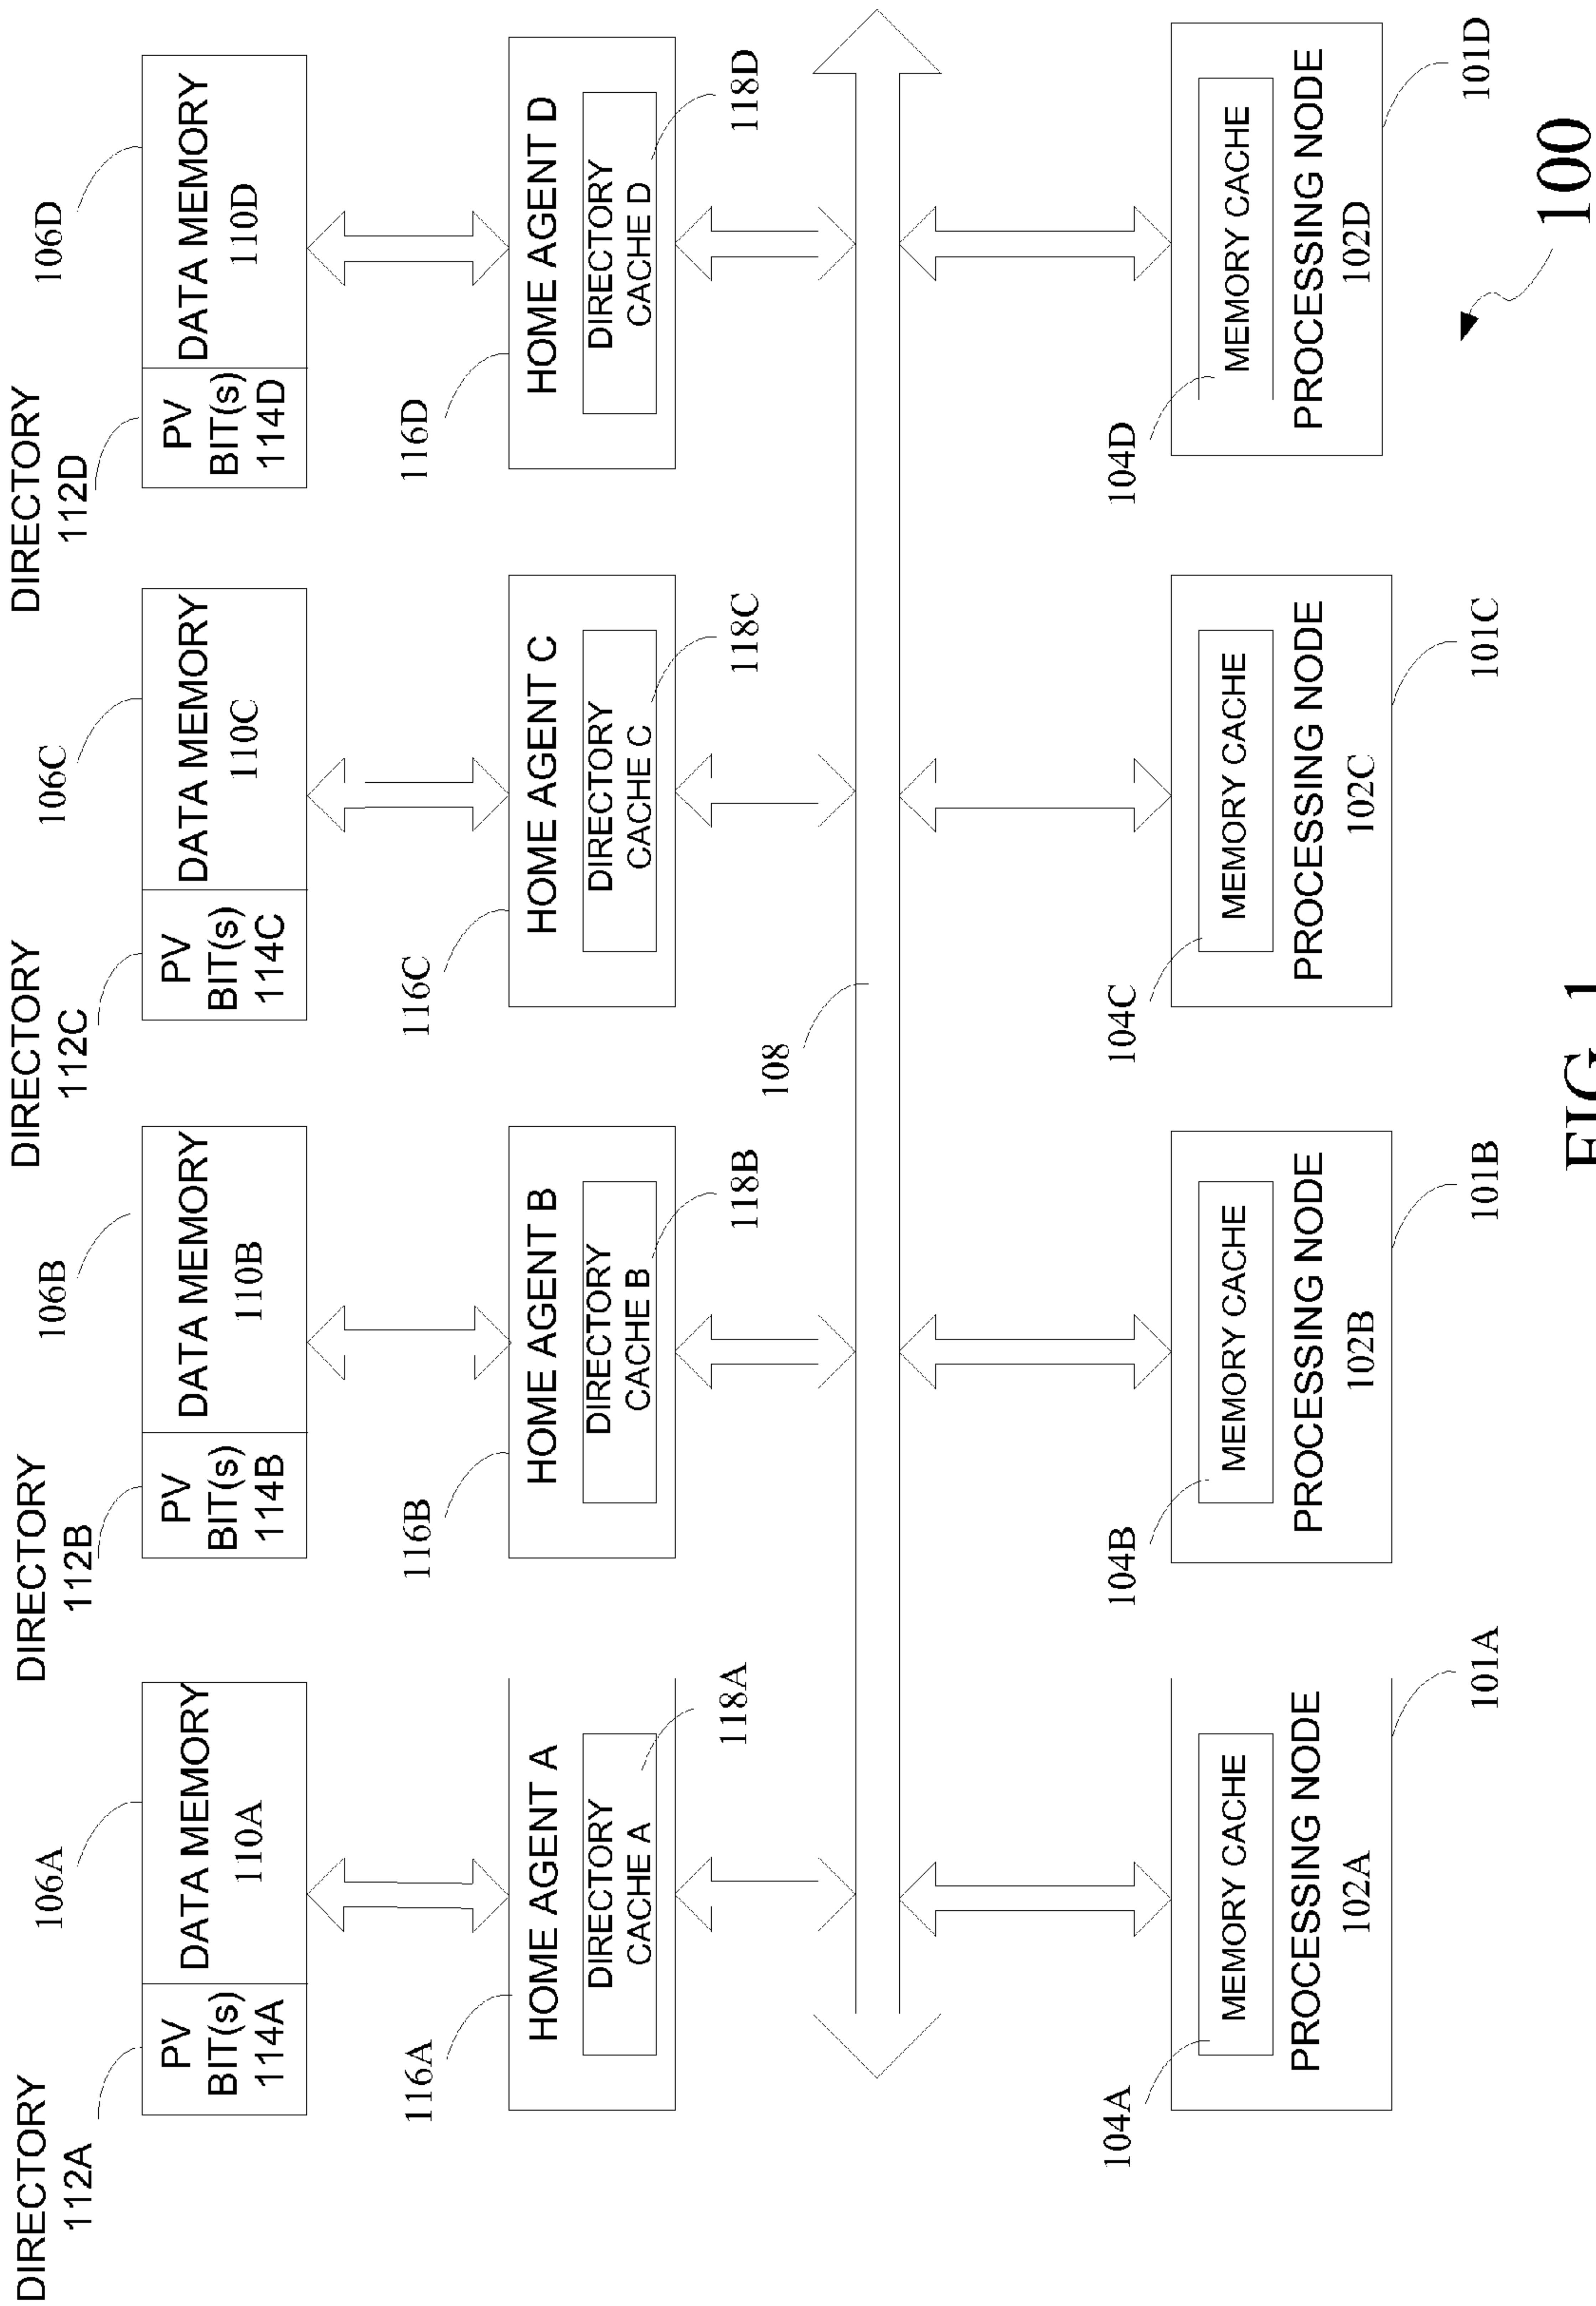 DIRECTORY
112A
106A
DIRECTORY
112B
106B
DIRECTORY
112C
106C
DIRECTORY
112D
106D
PV
BIT(s)
114A
DATA MEMORY
110A
PV
BIT(s)
114B
DATA MEMORY
110B
PV
BIT(s)
114C
DATA MEMORY
110C
PV
BIT(s)
114D
DATA MEMORY
110D
116A
HOME AGENT A
DIRECTORY
CACHE A
118A
116B
HOME AGENT B
DIRECTORY
CACHE B
118B
116C
HOME AGENT C
DIRECTORY
CACHE C
118C
116D
HOME AGENT D
DIRECTORY
CACHE D
118D
108
104A
MEMORY CACHE
PROCESSING NODE
102A
101A
104B
MEMORY CACHE
PROCESSING NODE
102B
101B
104C
MEMORY CACHE
PROCESSING NODE
102C
101C
104D
MEMORY CACHE
PROCESSING NODE
102D
101D
100